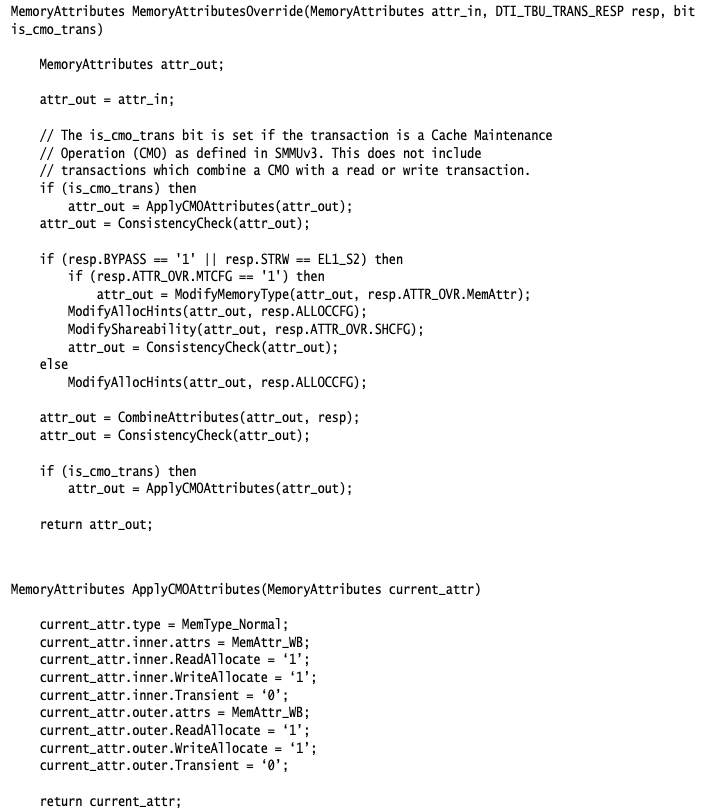 MemoryAttributes MemoryAttributesOverride(MemoryAttributes attr_in, DTI_TBU_TRANS_RESP resp, bit
is_cmo_trans)
MemoryAttributes attr_out;
attr_out = attr_in;
// The is_cmo_trans bit is set if the transaction is a Cache Maintenance
// Operation (CMO) as defined in SMMUv3. This does not include
// transactions which combine a CMO with a read or write transaction.
if (is_cmo_trans) then
attr_out = ApplyCMOAttributes(attr_out);
attr_out = ConsistencyCheck(attr_out);
if (resp.BYPASS == '1' || resp.STRW == EL1_S2) then
if (resp.ATTR_OVR.MTCFG == '1') then
attr_out = ModifyMemoryType(attr_out, resp.ATTR_OVR.MemAttr);
ModifyAllocHints(attr_out, resp.ALLOCCFG);
ModifyShareability(attr_out, resp.ATTR_OVR.SHCFG);
attr_out = ConsistencyCheck(attr_out);
else
ModifyAllocHints(attr_out, resp.ALLOCCFG);
attr_out = CombineAttributes(attr_out, resp);
attr_out = ConsistencyCheck(attr_out);
if (is_cmo_trans) then
attr_out = ApplyCMOAttributes(attr_out);
return attr_out;
MemoryAttributes ApplyCMOAttributes(MemoryAttributes current_attr)
current_attr.type = MemType_Normal;
current_attr.inner.attrs = MemAttr_WB;
current_attr.inner.ReadAllocate = ‘1’;
current_attr.inner.WriteAllocate = ‘1’;
current_attr.inner.Transient = ‘0’;
current_attr.outer.attrs = MemAttr_WB;
current_attr.outer.ReadAllocate = ‘1’;
current_attr.outer.WriteAllocate = ‘1’;
current_attr.outer.Transient = ‘0’;
return current_attr;